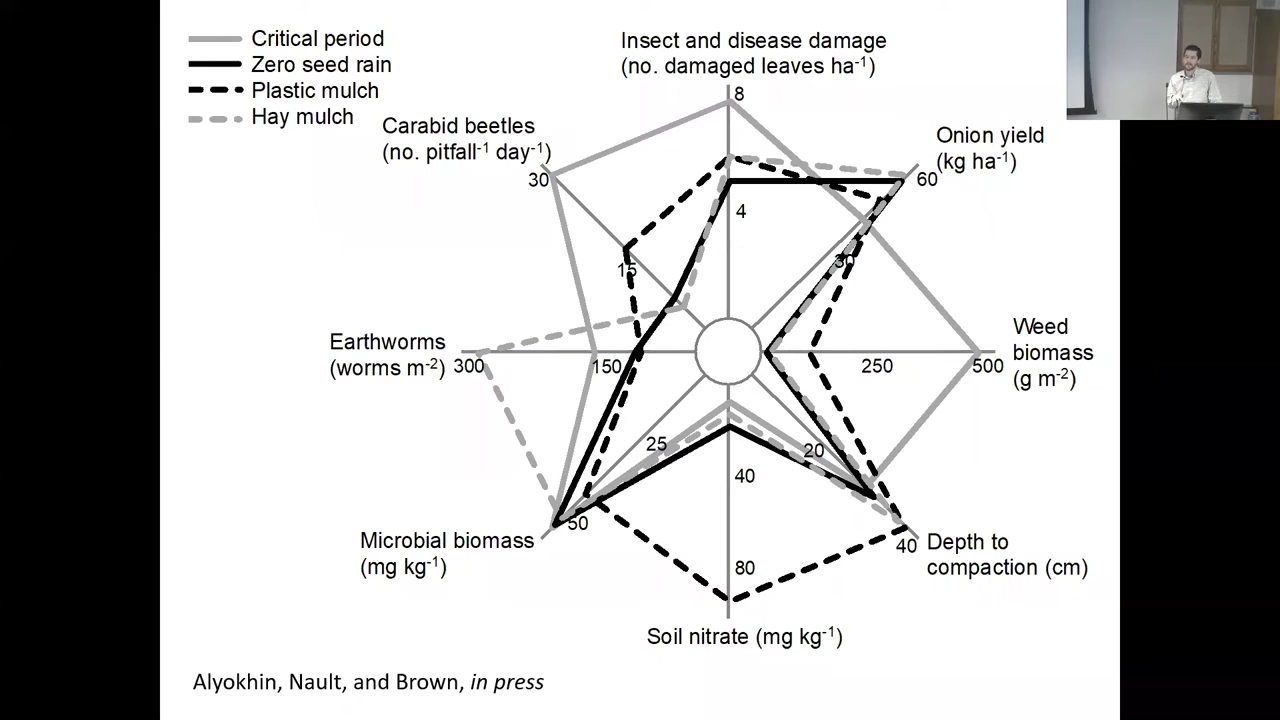 Critical period
Zero seed rain
Plastic mulch
Hay mulch
Insect and disease damage
(no. damaged leaves ha⁻¹)
8
4
Onion yield
(kg ha⁻¹)
60
30
Weed
biomass
(g m⁻²)
250
500
Depth to
compaction (cm)
20
40
Soil nitrate (mg kg⁻¹)
40
80
Microbial biomass
(mg kg⁻¹)
25
50
Earthworms
(worms m⁻²)
300
150
Carabid beetles
(no. pitfall⁻¹ day⁻¹)
30
15
Alyokhin, Nault, and Brown, in press